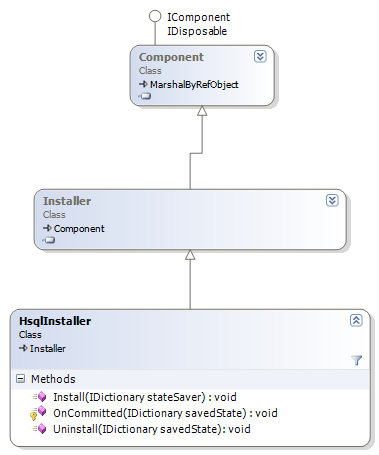 IComponent
IDisposable
Component
Class
MarshalByRefObject
Installer
Class
Component
HsqlInstaller
Class
Installer
Methods
Install(IDictionary stateSaver) : void
OnCommitted(IDictionary savedState) : void
Uninstall(IDictionary savedState): void